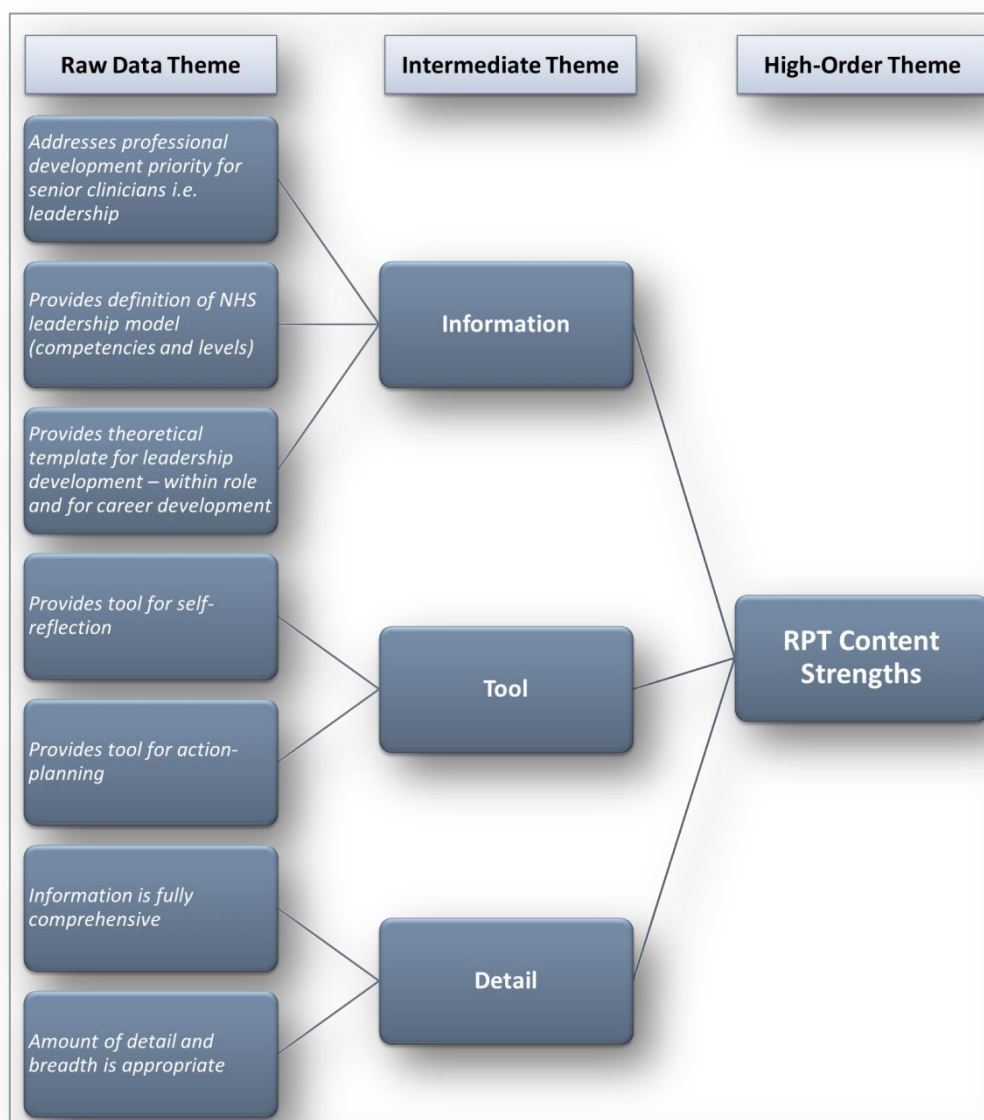 Raw Data Theme
Intermediate Theme
High-Order Theme
Addresses professional
development priority for
senior clinicians i.e.
leadership
Provides definition of NHS
leadership model
(competencies and levels)
Information
Provides theoretical
template for leadership
development – within role
and for career development
Provides tool for self-
reflection
RPT Content
Strengths
Tool
Provides tool for action-
planning
Information is fully
comprehensive
Detail
Amount of detail and
breadth is appropriate